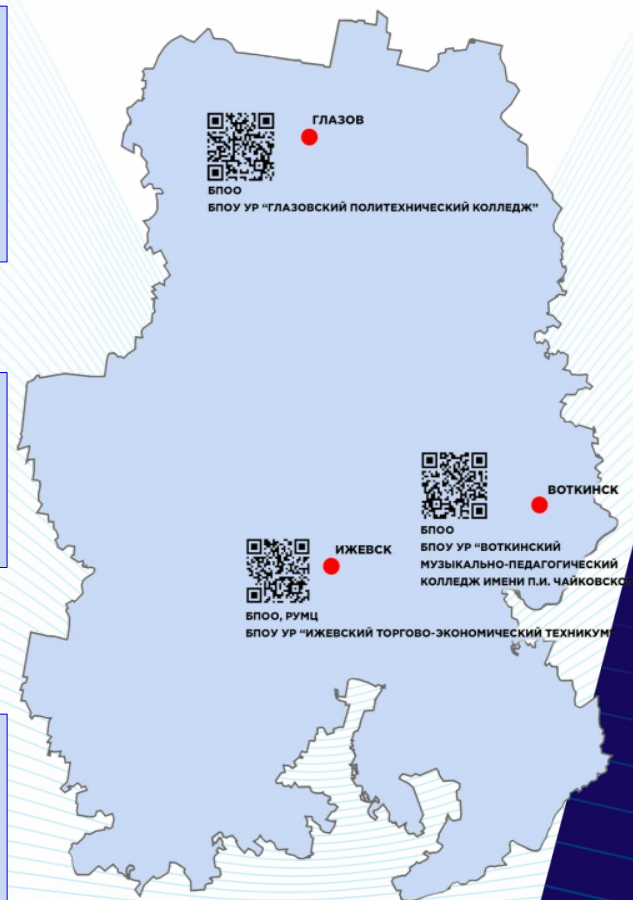 ГЛАЗОВ
БПОО
БПОУ УР “ГЛАЗОВСКИЙ ПОЛИТЕХНИЧЕСКИЙ КОЛЛЕДЖ”
ВОТКИНСК
БПОО
БПОУ УР “ВОТКИНСКИЙ
МУЗЫКАЛЬНО-ПЕДАГОГИЧЕСКИЙ
КОЛЛЕДЖ ИМЕНИ П.И. ЧАЙКОВСКО
ИЖЕВСК
БПОО, РУМЦ
БПОУ УР “ИЖЕВСКИЙ ТОРГОВО-ЭКОНОМИЧЕСКИЙ ТЕХНИКУМ”